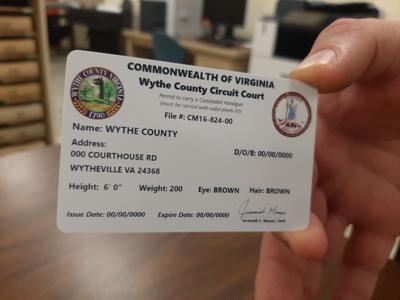 COMMONWEALTH OF VIRGINIA
Wythe County Circuit Court
Permit to carry a Concealed Handgun
(must be carried with valid photo ID)
File #: CM16-824-00
WYTHE COUNTY, VIRGINIA
1790
Name: WYTHE COUNTY
Address:
000 COURTHOUSE RD
D/O/B: 00/00/0000
WYTHEVILLE VA 24368
Height: 6' 0" Weight: 200 Eye: BROWN Hair: BROWN
Issue Date: 00/00/0000 Expire Date: 00/00/0000